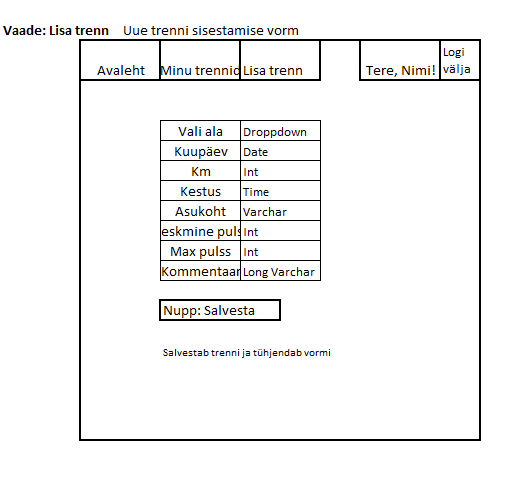 Vaade: Lisa trenn Uue trenni sisestamise vorm
Avaleht Minu trennid Lisa trenn Tere, Nimi! Logi välja
Vali ala Droppdown
Kuupäev Date
Km Int
Kestus Time
Asukoht Varchar
eskmine puls Int
Max pulss Int
Kommentaar Long Varchar
Nupp: Salvesta
Salvestab trenni ja tühjendab vormi